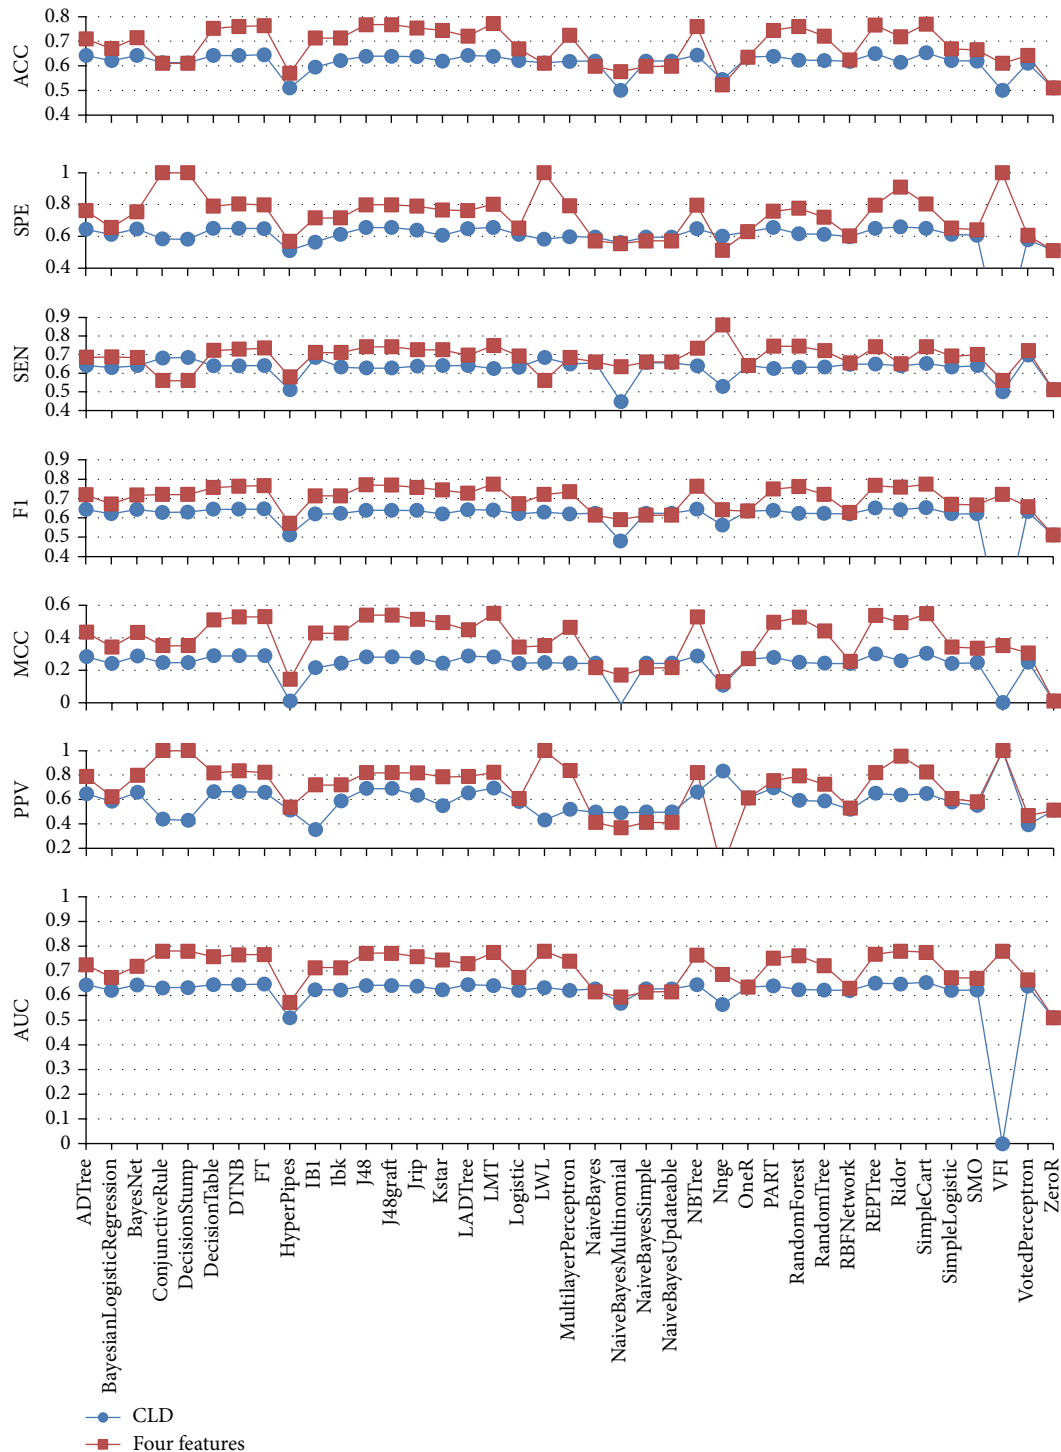 ACC
0.8
0.7
0.6
0.5
0.4
SPE
1
0.8
0.6
0.4
SEN
0.9
0.8
0.7
0.6
0.5
0.4
F1
0.9
0.8
0.7
0.6
0.5
0.4
MCC
0.6
0.4
0.2
0
PPV
1
0.8
0.6
0.4
0.2
AUC
1
0.9
0.8
0.7
0.6
0.5
0.4
0.3
0.2
0.1
0
ADTree
BayesianLogisticRegression
BayesNet
ConjunctiveRule
DecisionStump
DecisionTable
DTNB
FT
HyperPipes
IB1
Ibk
J48
J48graft
Jrip
Kstar
LADTree
LMT
Logistic
LWL
MultilayerPerceptron
NaiveBayes
NaiveBayesMultinomial
NaiveBayesSimple
NaiveBayesUpdateable
NBTree
Nnge
OneR
PART
RandomForest
RandomTree
RBFNetwork
REPTree
Ridor
SimpleCart
SimpleLogistic
SMO
VFI
VotedPerceptron
ZeroR
CLD
Four features